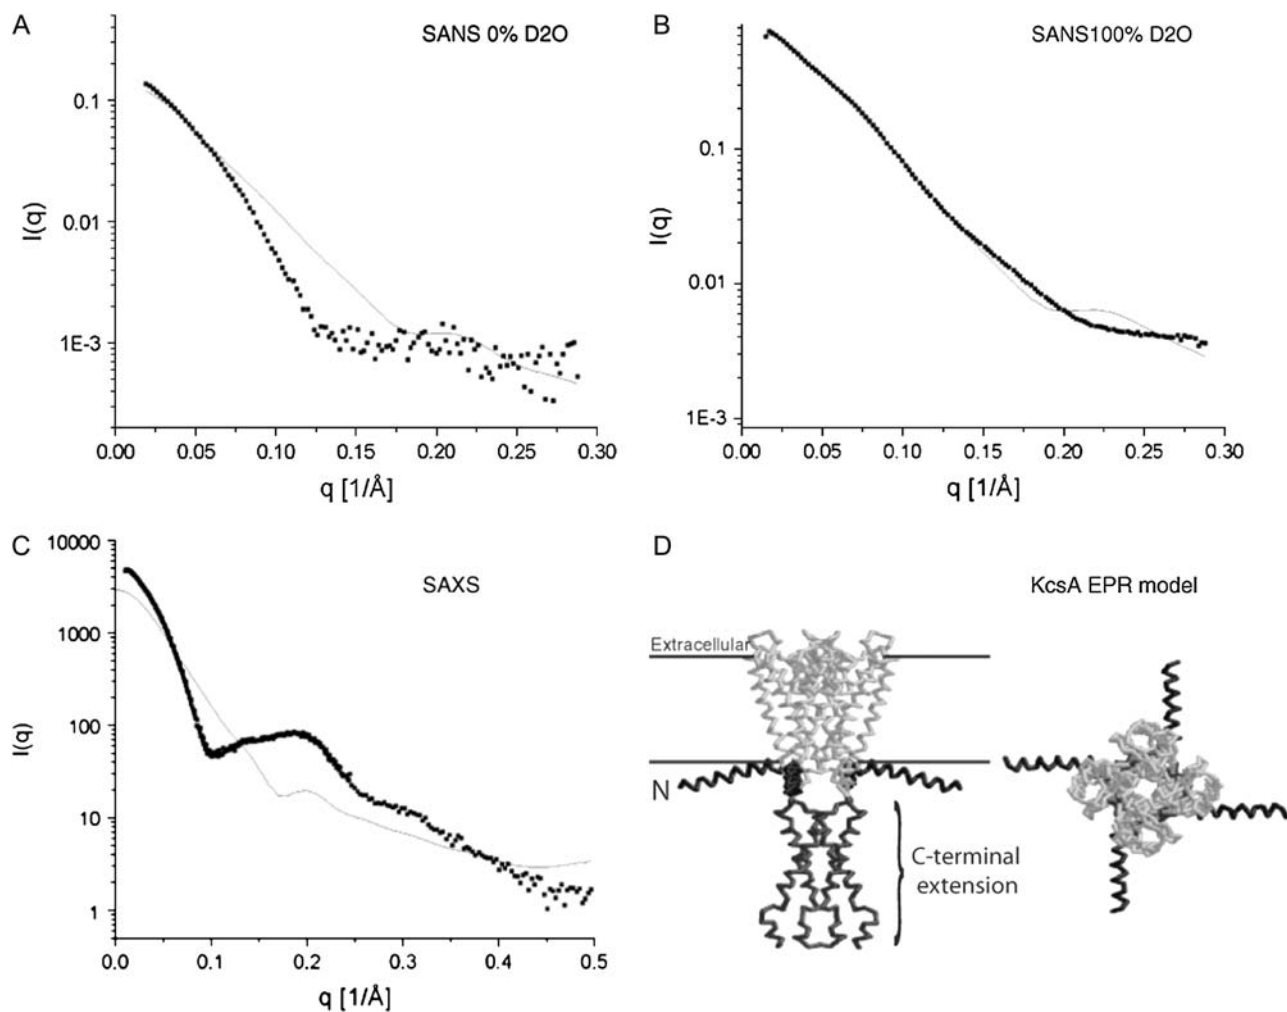 A
SANS 0% D2O
0.1
0.01
1E-3
I(q)
0.00 0.05 0.10 0.15 0.20 0.25 0.30
q [1/Å]
B
SANS100% D2O
0.1
0.01
1E-3
I(q)
0.00 0.05 0.10 0.15 0.20 0.25 0.30
q [1/Å]
C
SAXS
10000
1000
100
10
1
I(q)
0.0 0.1 0.2 0.3 0.4 0.5
q [1/Å]
D
KcsA EPR model
Extracellular
N
C-terminal
extension